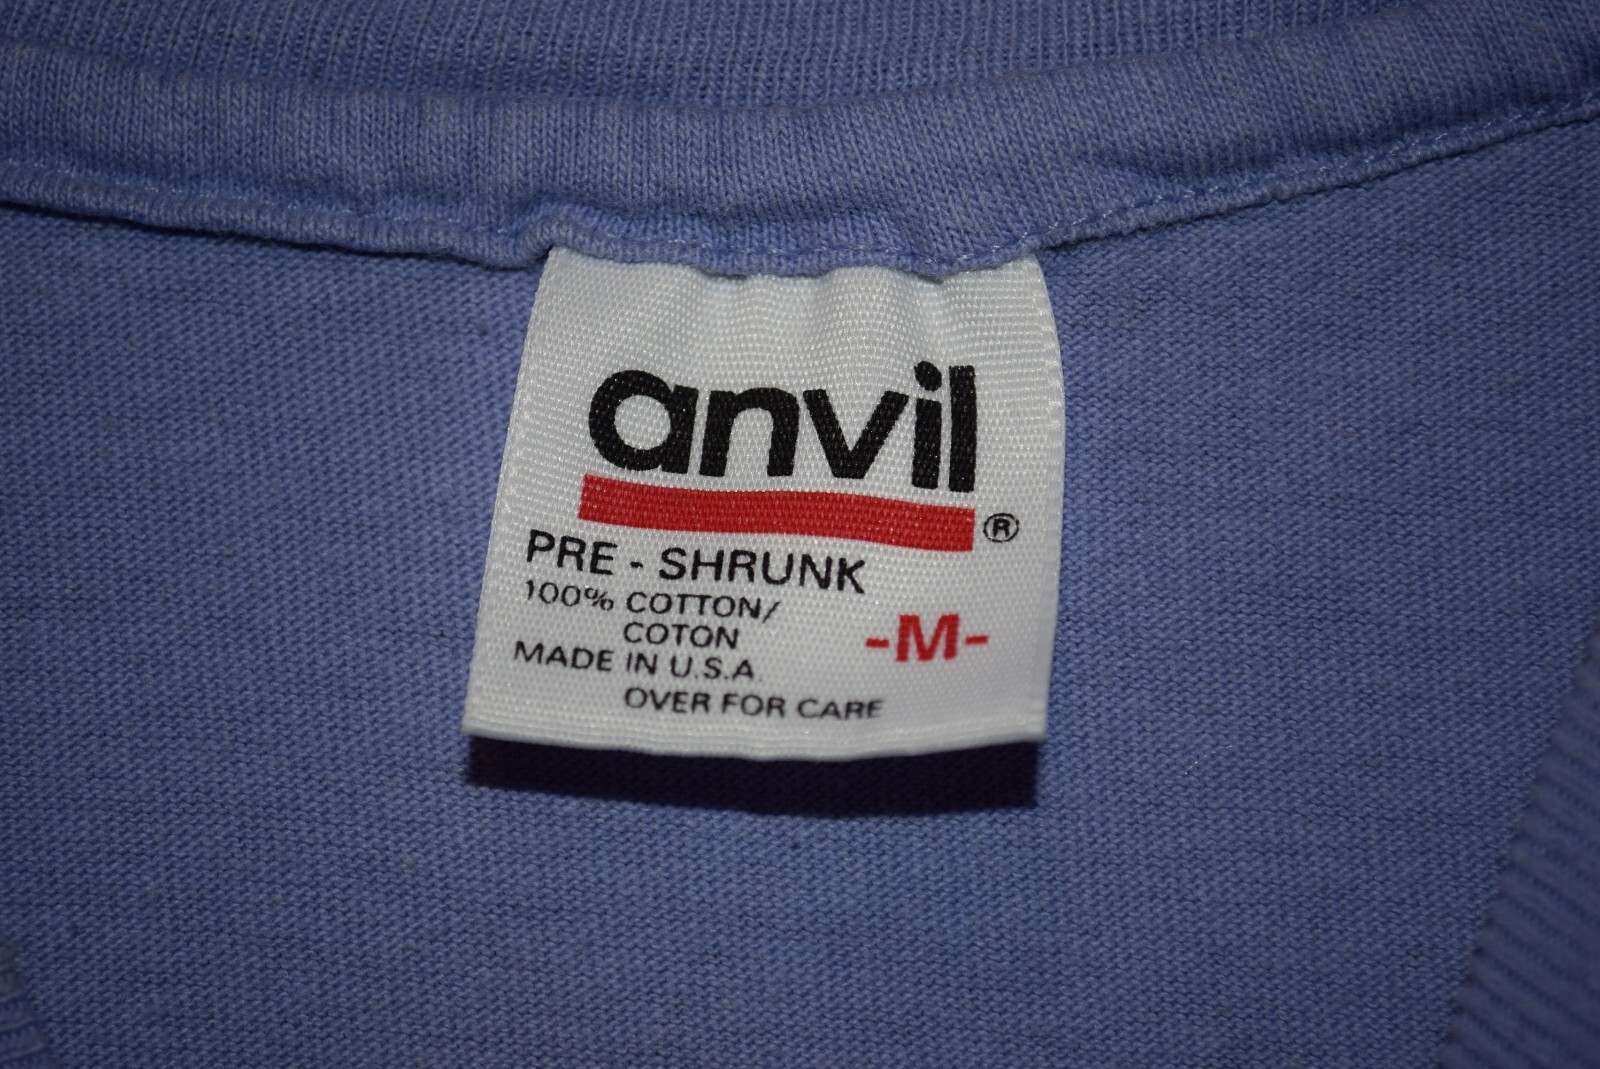 anvil
®
PRE - SHRUNK
100% COTTON/
COTON
-M-
MADE IN U.S.A.
OVER FOR CARE